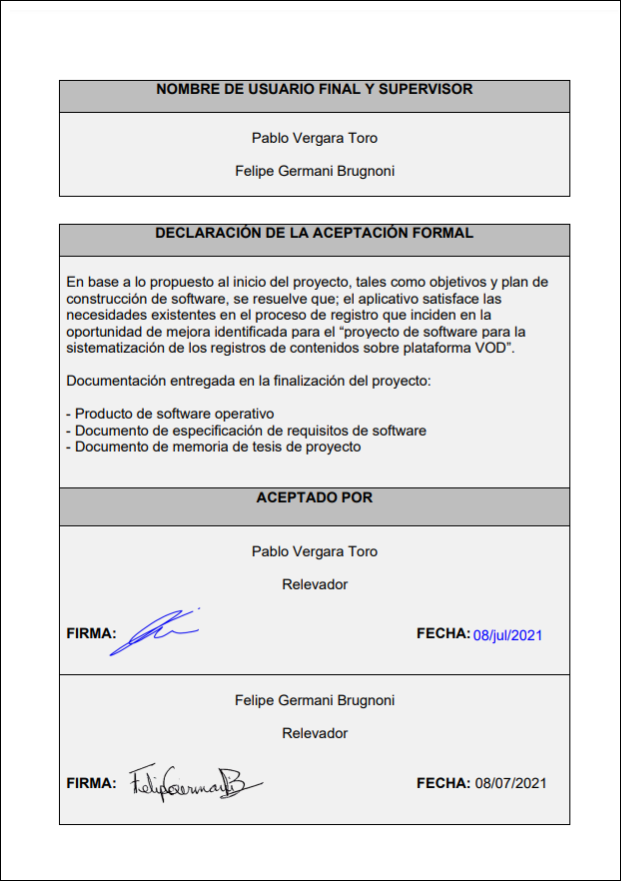 NOMBRE DE USUARIO FINAL Y SUPERVISOR
Pablo Vergara Toro
Felipe Germani Brugnoni
DECLARACIÓN DE LA ACEPTACIÓN FORMAL
En base a lo propuesto al inicio del proyecto, tales como objetivos y plan de
construcción de software, se resuelve que; el aplicativo satisface las
necesidades existentes en el proceso de registro que inciden en la
oportunidad de mejora identificada para el “proyecto de software para la
sistematización de los registros de contenidos sobre plataforma VOD”.
Documentación entregada en la finalización del proyecto:
- Producto de software operativo
- Documento de especificación de requisitos de software
- Documento de memoria de tesis de proyecto
ACEPTADO POR
Pablo Vergara Toro
Relevador
FIRMA: FECHA: 08/jul/2021
Felipe Germani Brugnoni
Relevador
FIRMA: FelipeGermaniB FECHA: 08/07/2021